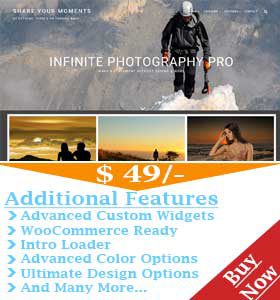 SHARE YOUR MOMENTS
INFINITE PHOTOGRAPHY PRO
$ 49/-
Additional Features
Advanced Custom Widgets
WooCommerce Ready
Intro Loader
Advanced Color Options
Ultimate Design Options
And Many More...
Buy Now